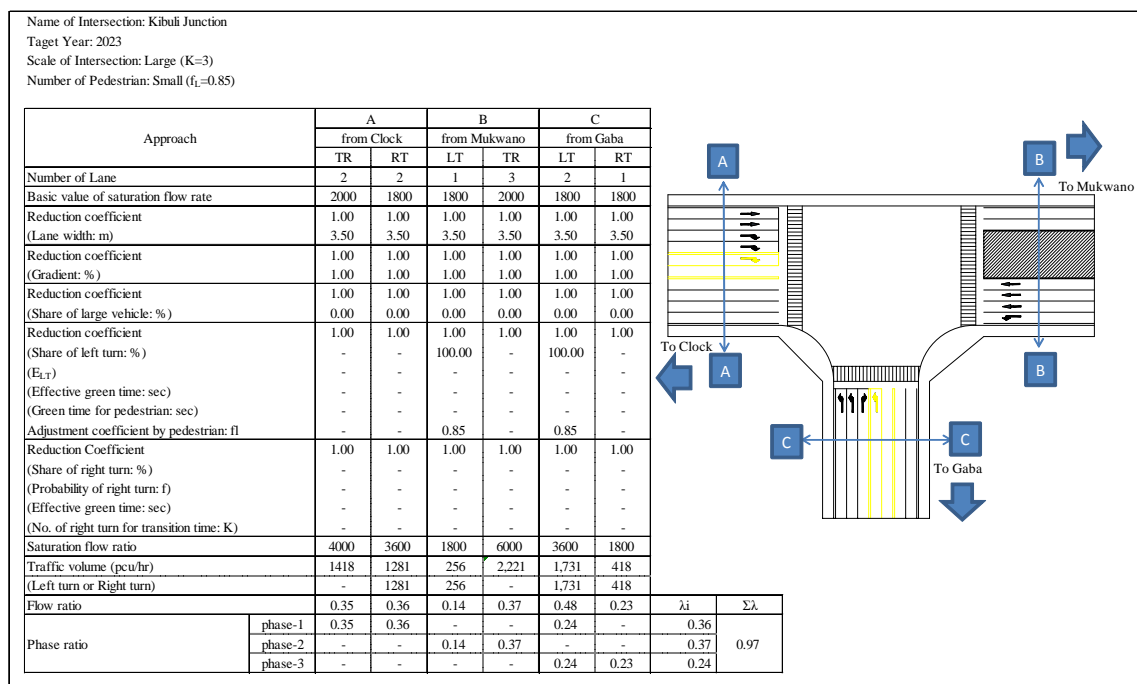 Name of Intersection: Kibuli Junction
Taget Year: 2023
Scale of Intersection: Large (K=3)
Number of Pedestrian: Small (fL=0.85)
Approach A B C
from Clock from Mukwano from Gaba
TR RT LT TR LT RT
Number of Lane 2 2 1 3 2 1
Basic value of saturation flow rate 2000 1800 1800 2000 1800 1800
Reduction coefficient 1.00 1.00 1.00 1.00 1.00 1.00
(Lane width: m) 3.50 3.50 3.50 3.50 3.50 3.50
Reduction coefficient 1.00 1.00 1.00 1.00 1.00 1.00
(Gradient: %) 1.00 1.00 1.00 1.00 1.00 1.00
Reduction coefficient 1.00 1.00 1.00 1.00 1.00 1.00
(Share of large vehicle: %) 0.00 0.00 0.00 0.00 0.00 0.00
Reduction coefficient 1.00 1.00 1.00 1.00 1.00 1.00
(Share of left turn: %) - - 100.00 - 100.00 -
(ELT) - - - - - -
(Effective green time: sec) - - - - - -
(Green time for pedestrian: sec) - - - - - -
Adjustment coefficient by pedestrian: fl - - 0.85 - 0.85 -
Reduction Coefficient 1.00 1.00 1.00 1.00 1.00 1.00
(Share of right turn: %) - - - - - -
(Probability of right turn: f) - - - - - -
(Effective green time: sec) - - - - - -
(No. of right turn for transition time: K) - - - - - -
Saturation flow ratio 4000 3600 1800 6000 3600 1800
Traffic volume (pcu/hr) 1418 1281 256 2,221 1,731 418
(Left turn or Right turn) - 1281 256 - 1,731 418
Flow ratio 0.35 0.36 0.14 0.37 0.48 0.23 λi Σλ
Phase ratio phase-1 0.35 0.36 - - 0.24 - 0.36 0.97
phase-2 - - 0.14 0.37 - - 0.37
phase-3 - - - - 0.24 0.23 0.24
A
B
To Mukwano
To Clock
A
B
C
C
To Gaba